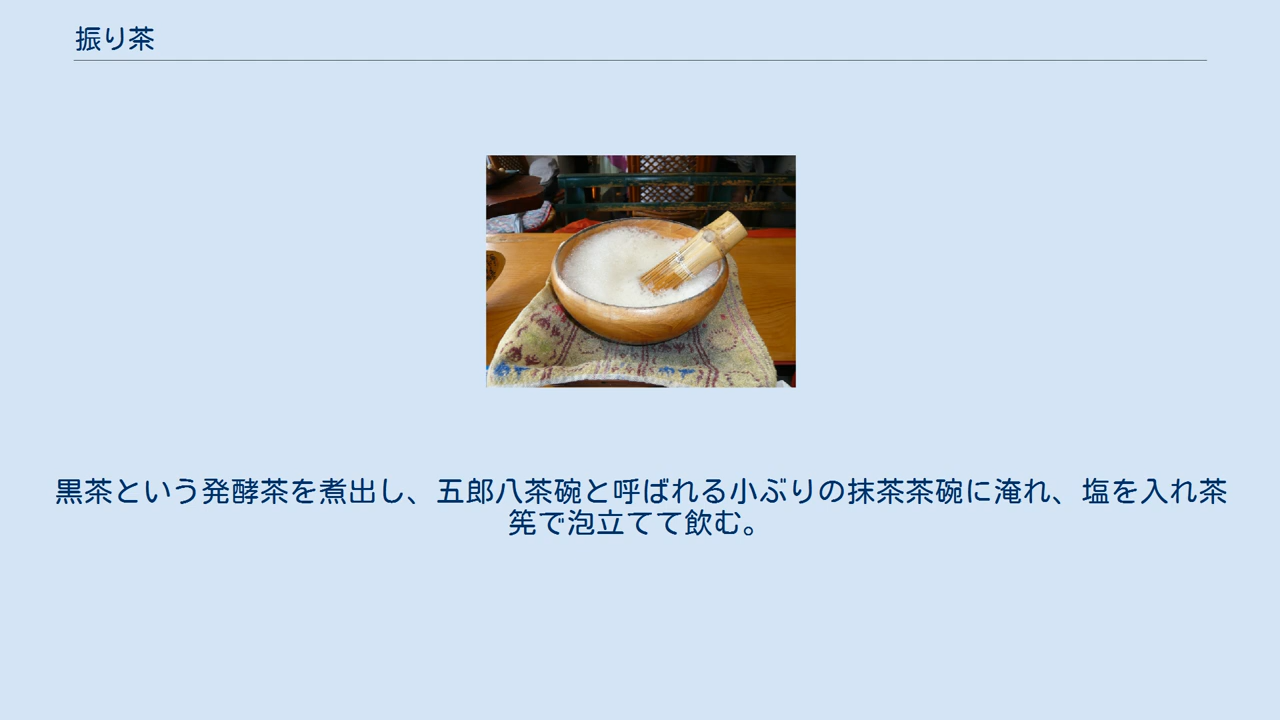 振り茶
黒茶という発酵茶を煮出し、五郎八茶碗と呼ばれる小ぶりの抹茶茶碗に淹れ、塩を入れ茶
筅で泡立てて飲む。